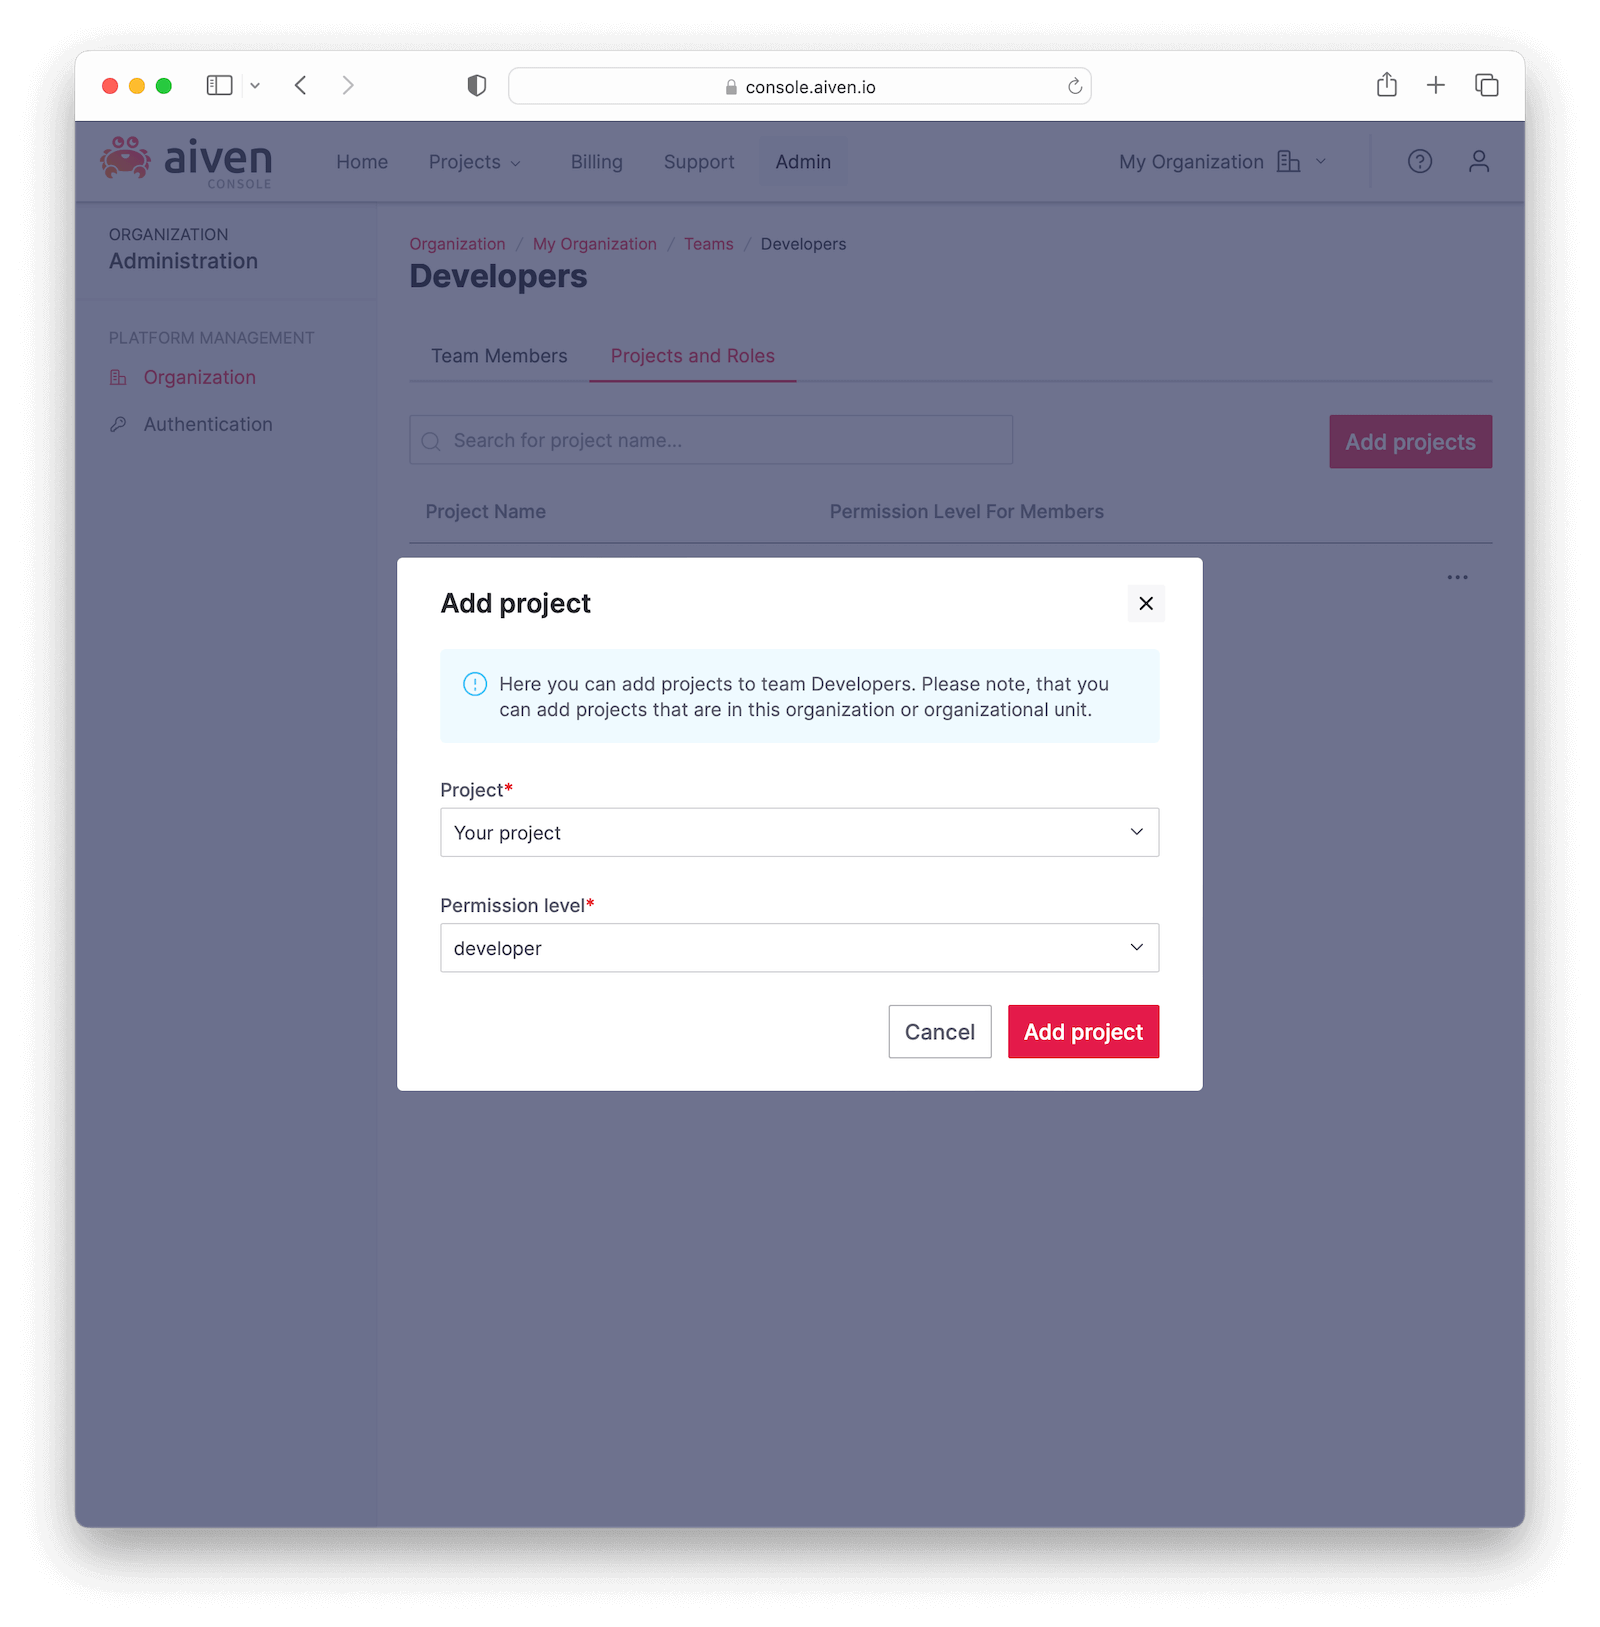 console.aiven.io
aiven
CONSOLE
Home
Projects
Billing
Support
Admin
My Organization
ORGANIZATION
Administration
PLATFORM MANAGEMENT
Organization
Authentication
Organization / My Organization / Teams / Developers
Developers
Team Members
Projects and Roles
Search for project name...
Add projects
Project Name
Permission Level For Members
Add project
Here you can add projects to team Developers. Please note, that you
can add projects that are in this organization or organizational unit.
Project*
Your project
Permission level*
developer
Cancel
Add project